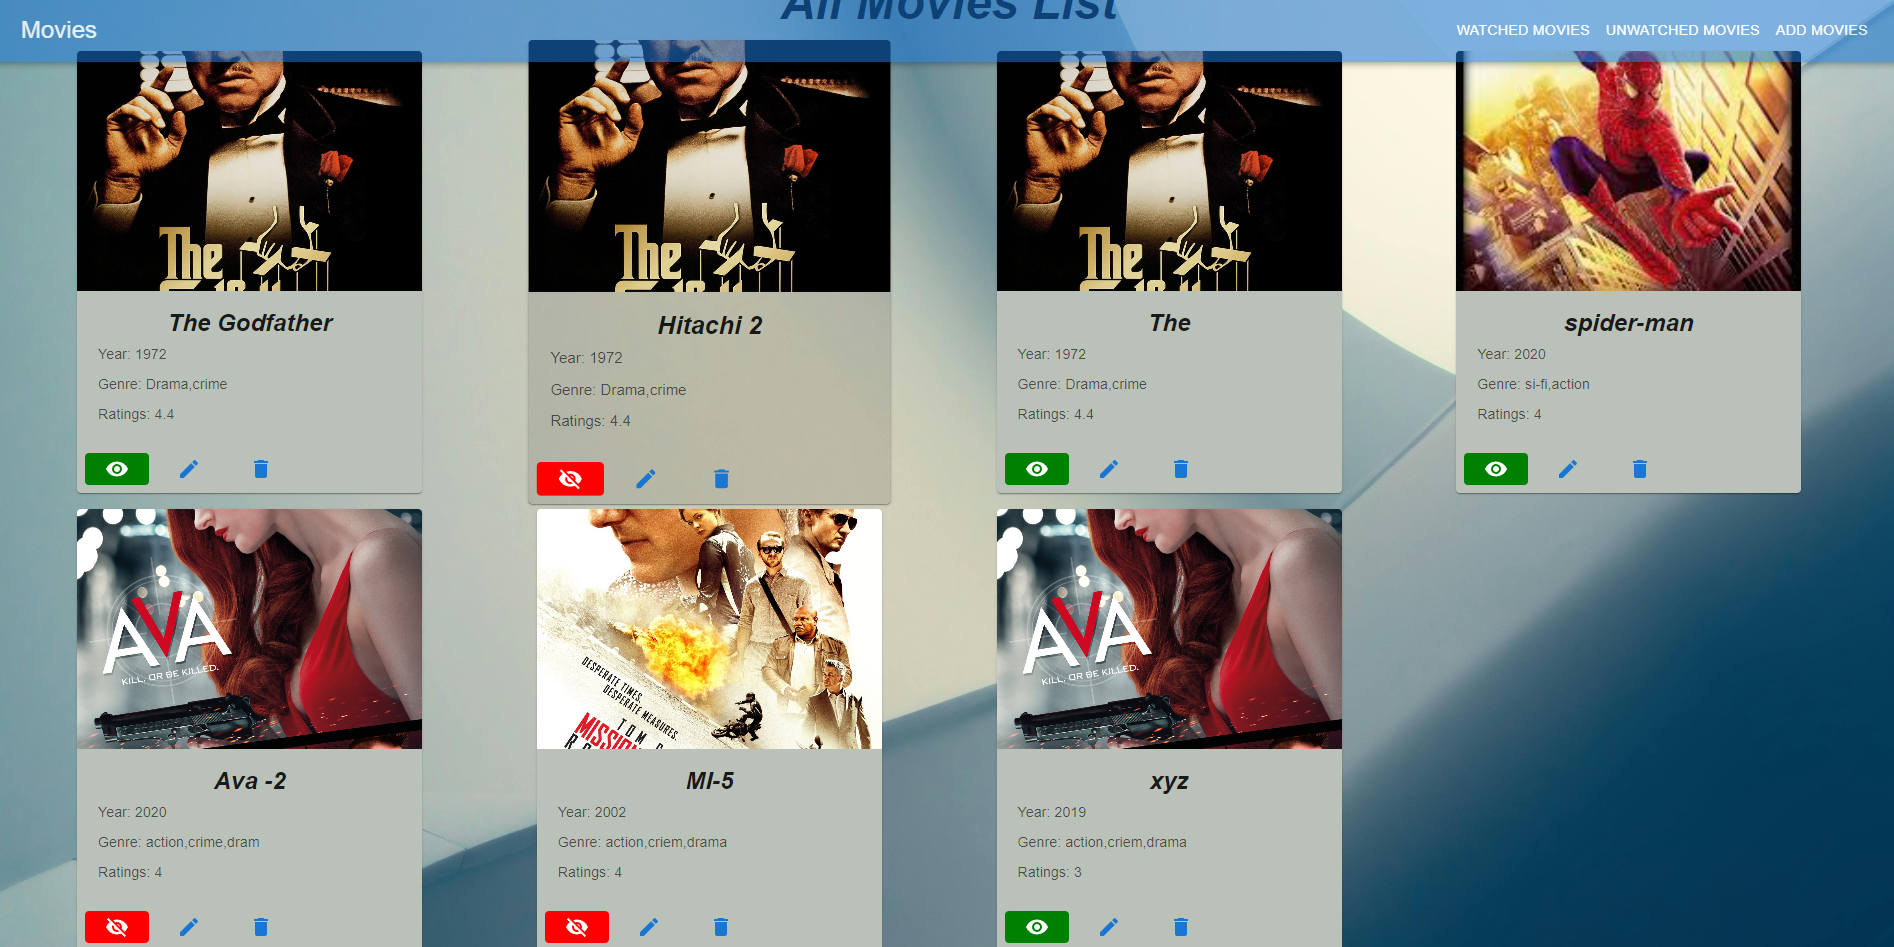 All Movies List
Movies
WATCHED MOVIES
UNWATCHED MOVIES
ADD MOVIES
The
The
The
The Godfather
Year: 1972
Genre: Drama,crime
Ratings: 4.4
Hitachi 2
Year: 1972
Genre: Drama,crime
Ratings: 4.4
The
Year: 1972
Genre: Drama,crime
Ratings: 4.4
spider-man
Year: 2020
Genre: si-fi,action
Ratings: 4
AVA
KILL. OR BE KILLED.
DESPERATE TIMES.
DESPERATE MEASURES.
TOM
AVA
KILL. OR BE KILLED.
Ava -2
Year: 2020
Genre: action,crime,dram
Ratings: 4
MI-5
Year: 2002
Genre: action,criem,drama
Ratings: 4
xyz
Year: 2019
Genre: action,criem,drama
Ratings: 3